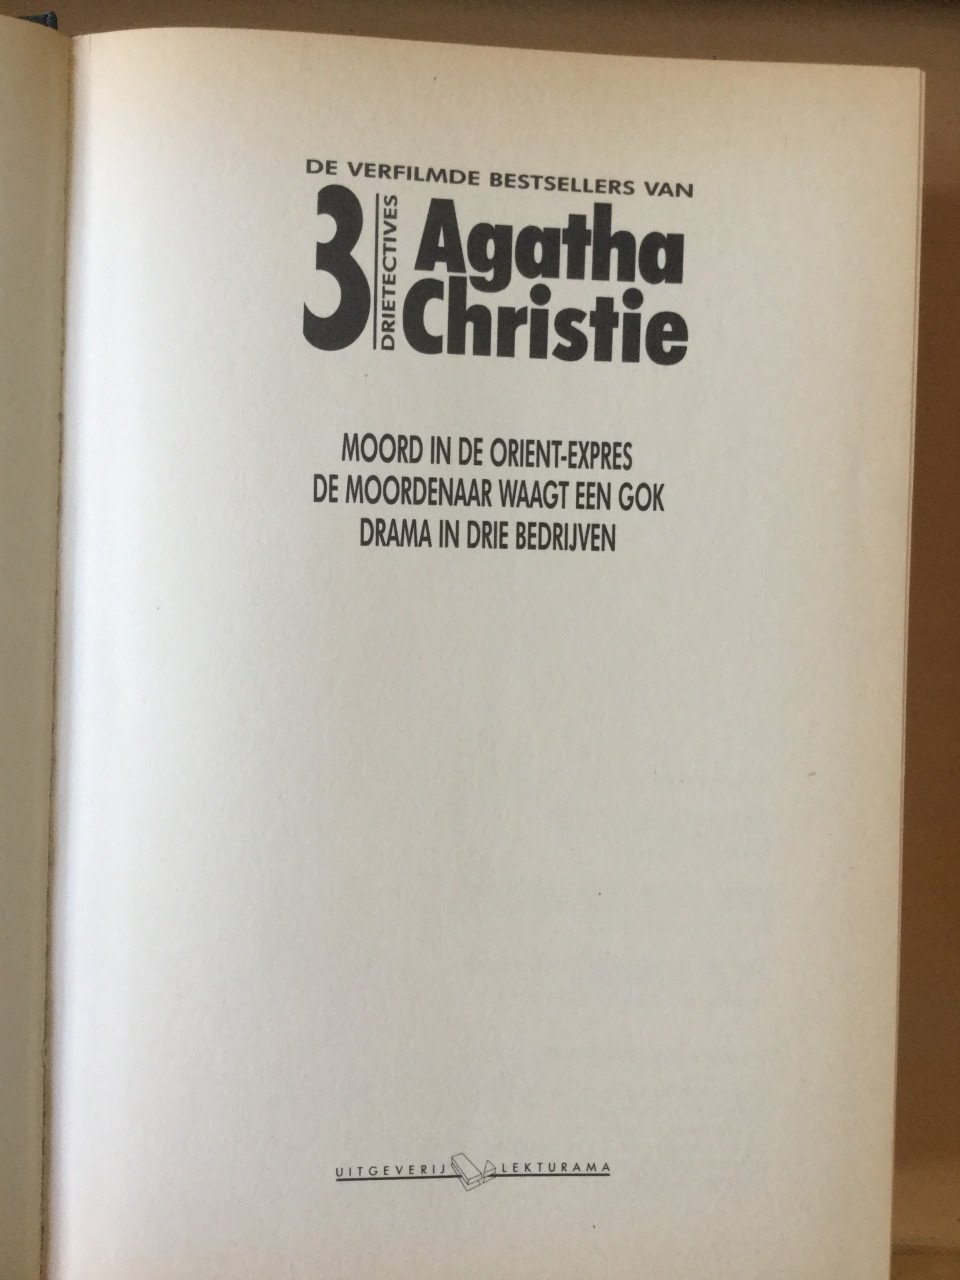 DE VERFILMDE BESTSELLERS VAN
3
DRIETECTIVES
Agatha
Christie
MOORD IN DE ORIENT-EXPRES
DE MOORDENAAR WAAGT EEN GOK
DRAMA IN DRIE BEDRIJVEN
UITGEVERIJ LEKTURAMA